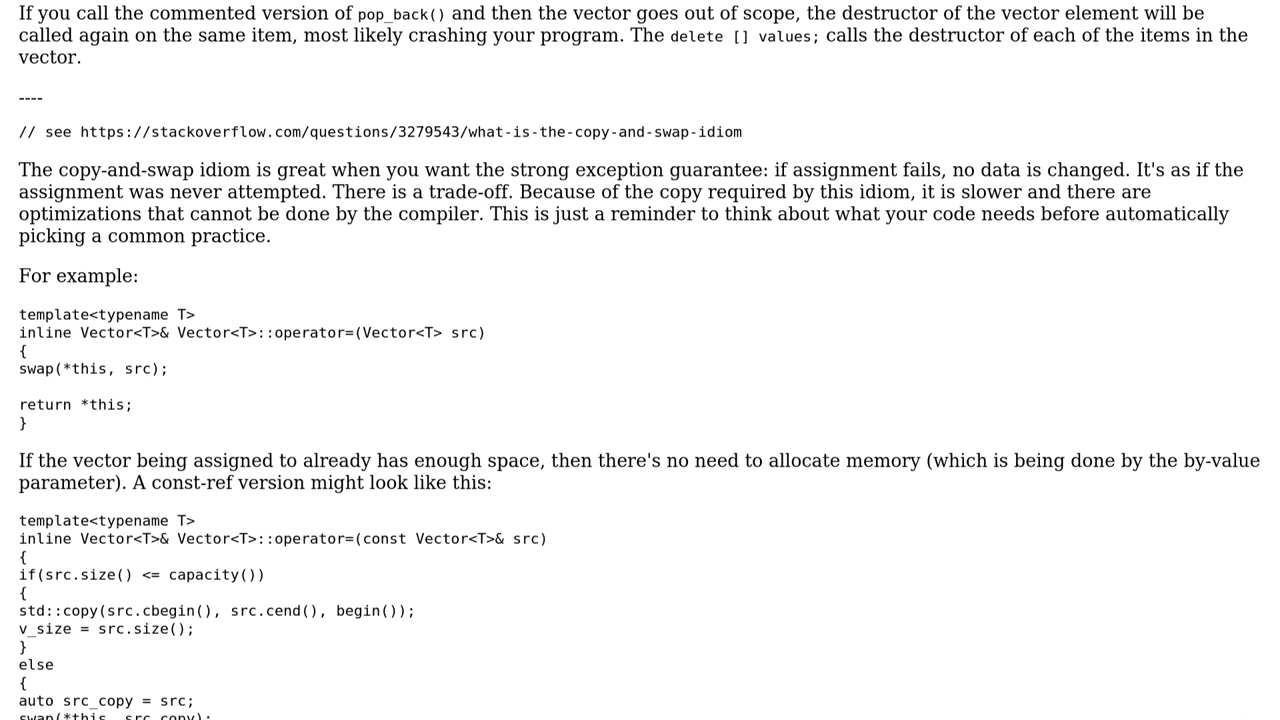 If you call the commented version of pop_back() and then the vector goes out of scope, the destructor of the vector element will be
called again on the same item, most likely crashing your program. The delete [] values; calls the destructor of each of the items in the
vector.
----
// see https://stackoverflow.com/questions/3279543/what-is-the-copy-and-swap-idiom
The copy-and-swap idiom is great when you want the strong exception guarantee: if assignment fails, no data is changed. It's as if the
assignment was never attempted. There is a trade-off. Because of the copy required by this idiom, it is slower and there are
optimizations that cannot be done by the compiler. This is just a reminder to think about what your code needs before automatically
picking a common practice.
For example:
template<typename T>
inline Vector<T>& Vector<T>::operator=(Vector<T> src)
{
swap(*this, src);
return *this;
}
If the vector being assigned to already has enough space, then there's no need to allocate memory (which is being done by the by-value
parameter). A const-ref version might look like this:
template<typename T>
inline Vector<T>& Vector<T>::operator=(const Vector<T>& src)
{
if(src.size() <= capacity())
{
std::copy(src.cbegin(), src.cend(), begin());
v_size = src.size();
}
else
{
auto src_copy = src;
swap(*this, src_copy);